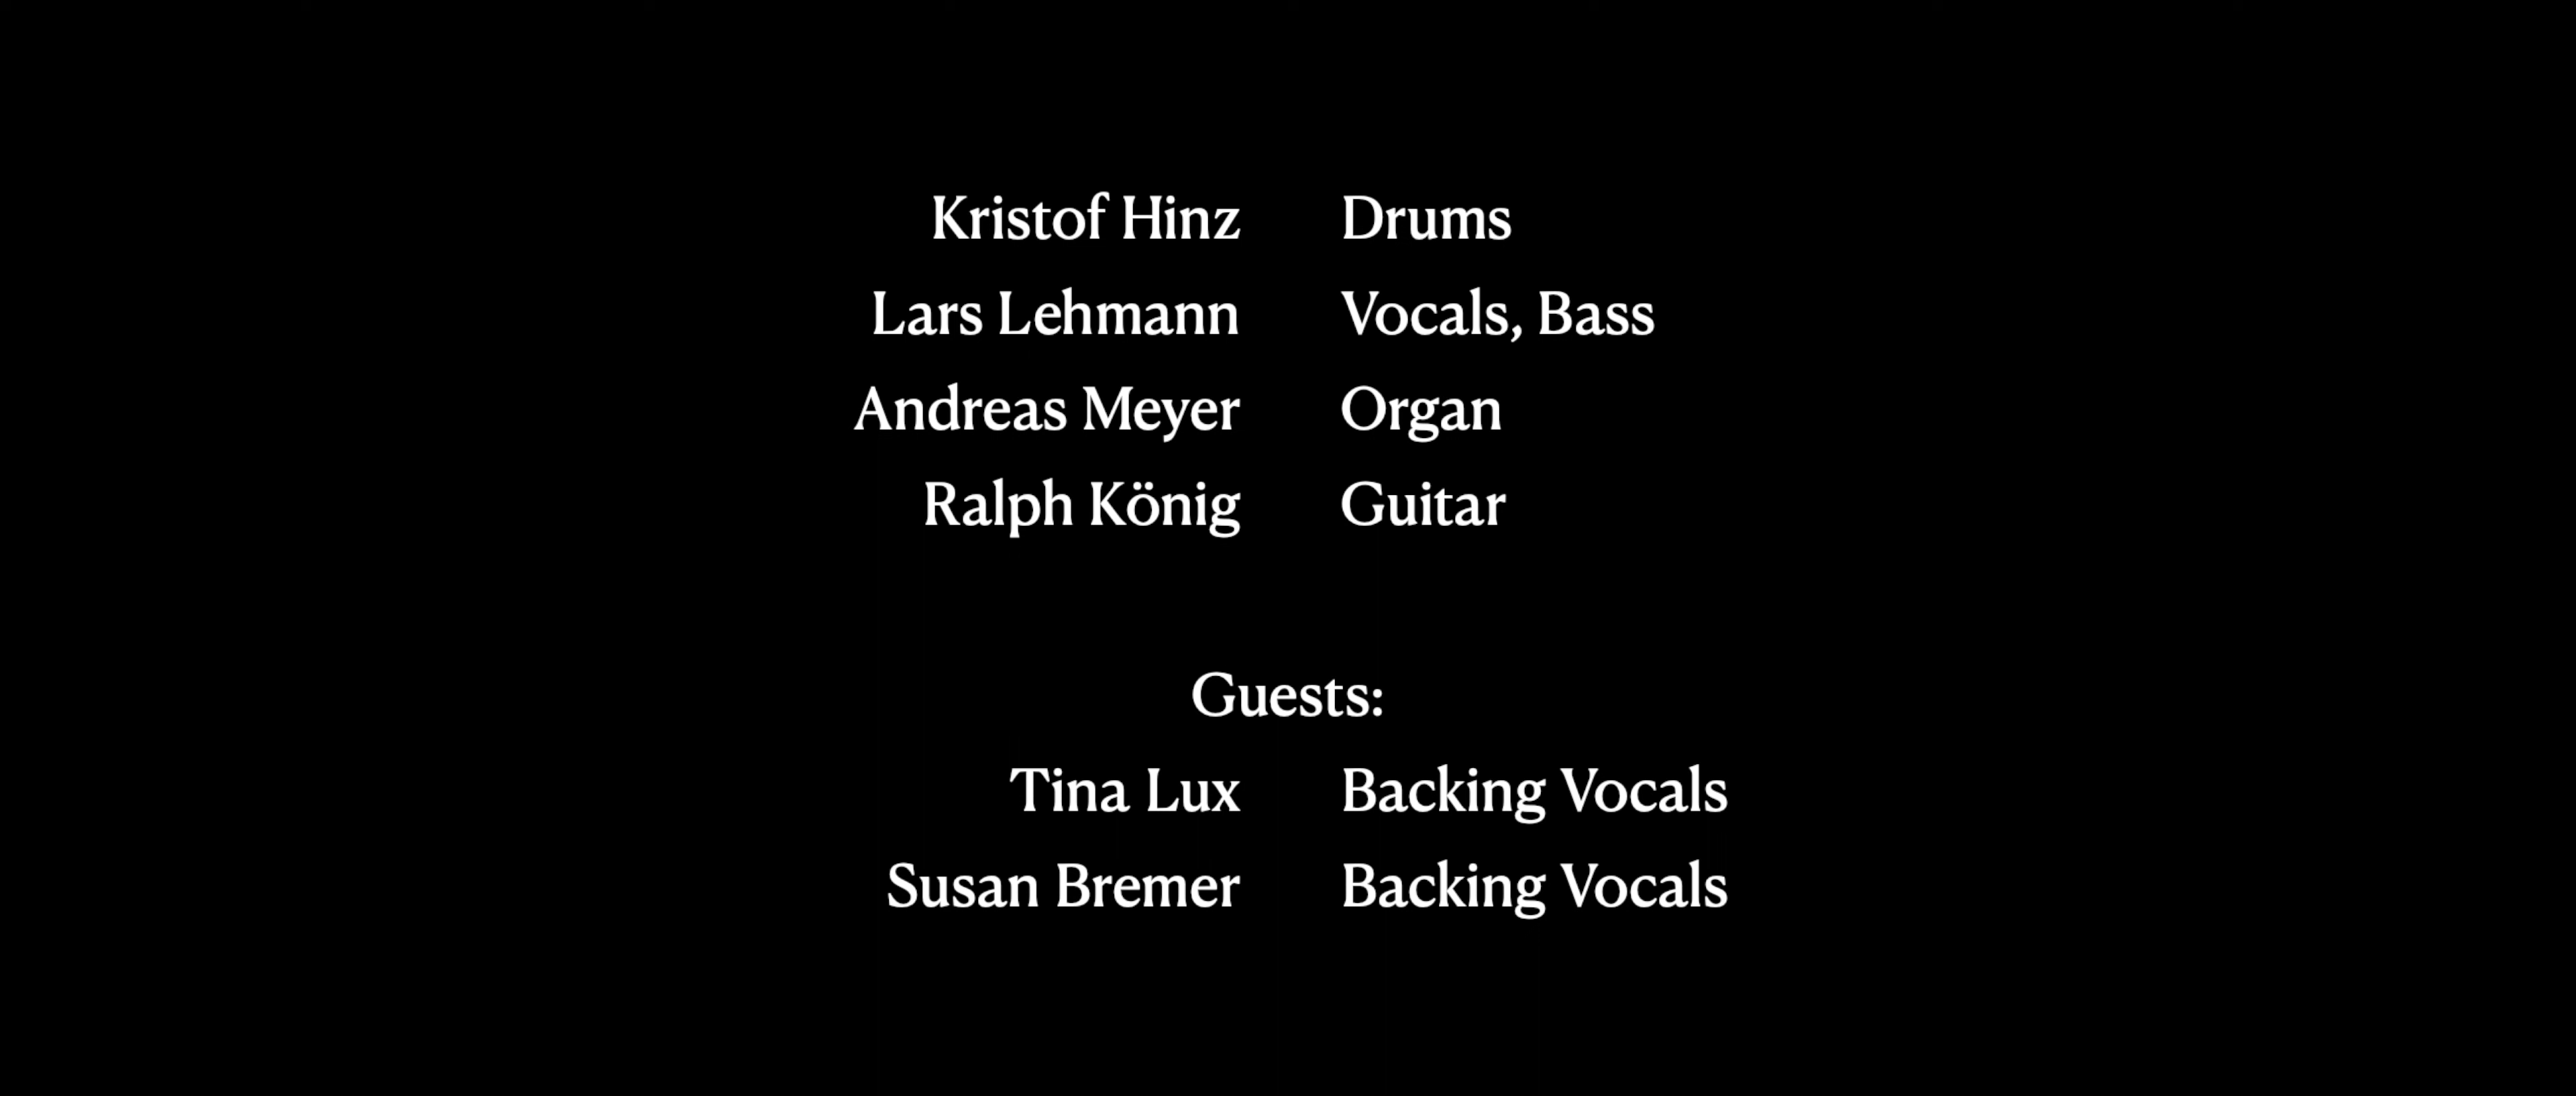 Kristof Hinz Drums
Lars Lehmann Vocals, Bass
Andreas Meyer Organ
Ralph König Guitar
Guests:
Tina Lux Backing Vocals
Susan Bremer Backing Vocals